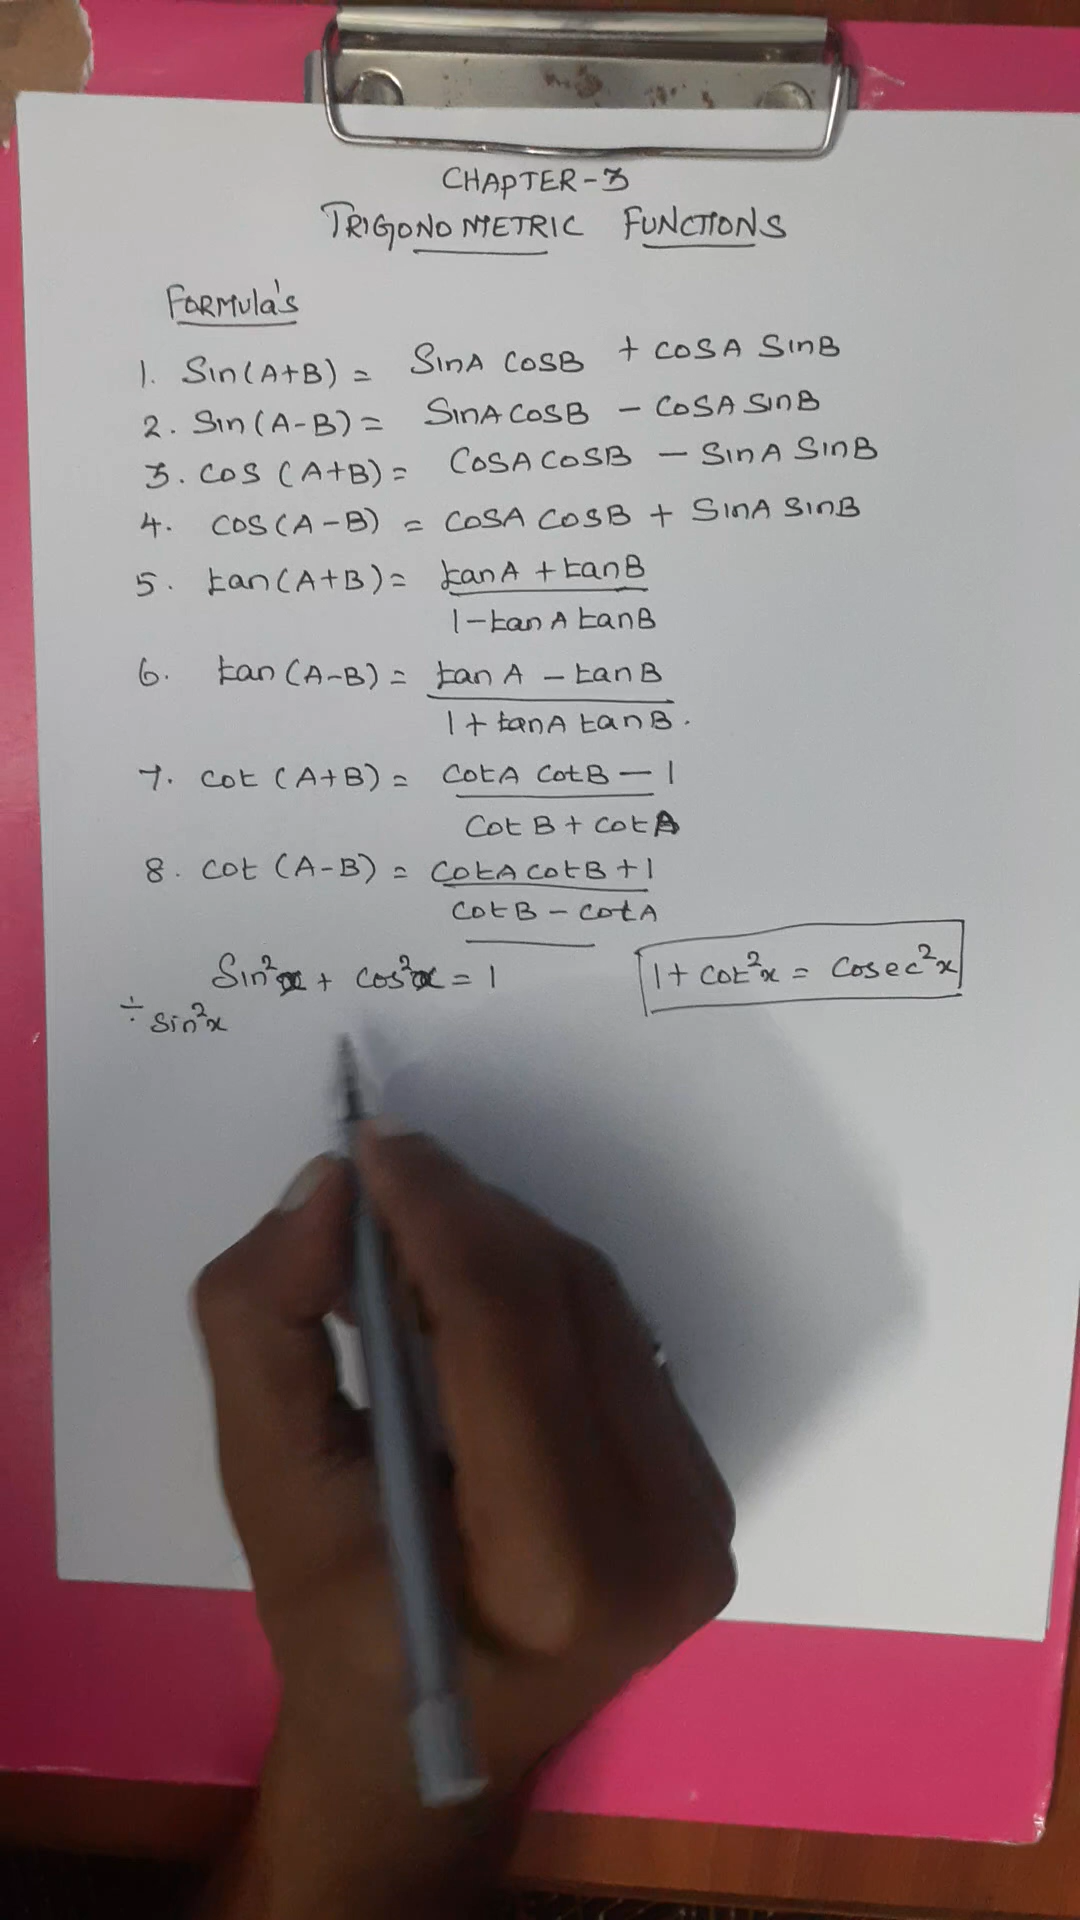 CHAPTER-3
TRIGONOMETRIC FUNCTIONS
FORMULa's
1. Sin(A+B) = SinA CosB + cosA SinB
2. Sin(A-B) = SinA CosB - CosA SinB
3. cos (A+B) = CosA CosB - SinA SinB
4. cos(A-B) = cosA cosB + SinA SinB
5. tan(A+B) = tanA + tanB
1-tanA tanB
6. tan (A-B) = tan A - tan B
1 + tanA tanB.
7. cot (A+B) = CotA CotB - 1
Cot B + cotA
8. cot (A-B) = cotA cotB + 1
cotB - cotA
Sin²x + cos²x = 1
1 + cot²x = cosec²x
÷ sin²x